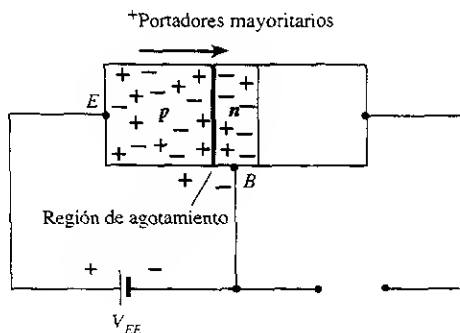 +Portadores mayoritarios
E
p
n
+ −
B
Región de agotamiento
+ −
V_EE